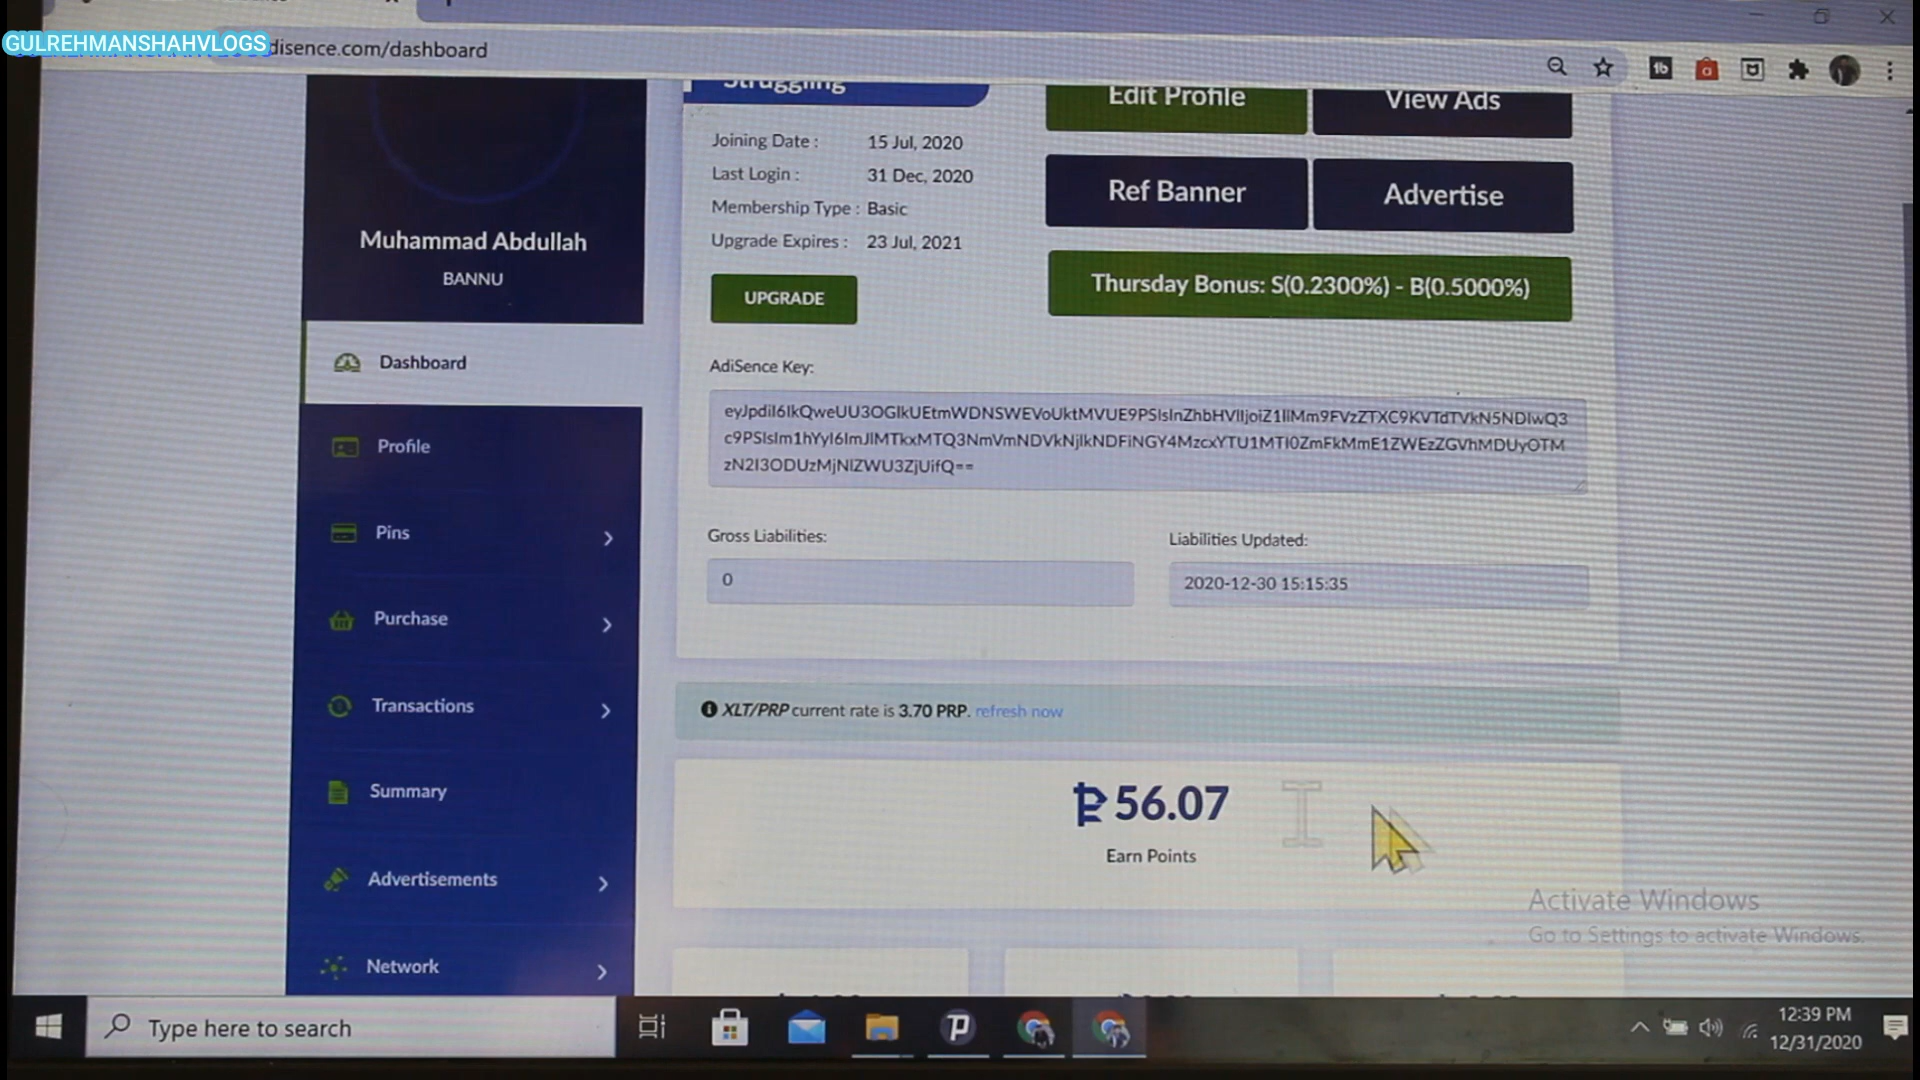 GULREHMANSHAHVLOGS
disence.com/dashboard
Struggling
Edit Profile
View Ads
Joining Date : 15 Jul, 2020
Last Login : 31 Dec, 2020
Ref Banner
Advertise
Membership Type : Basic
Muhammad Abdullah
Upgrade Expires : 23 Jul, 2021
BANNU
UPGRADE
Thursday Bonus: S(0.2300%) - B(0.5000%)
Dashboard
AdiSence Key:
Profile
Pins
Gross Liabilities:
Liabilities Updated:
0
2020-12-30 15:15:35
Purchase
Transactions
XLT/PRP current rate is 3.70 PRP. refresh now
Summary
56.07
Earn Points
Advertisements
Activate Windows
Go to Settings to activate Windows.
Network
Type here to search
12:39 PM
12/31/2020